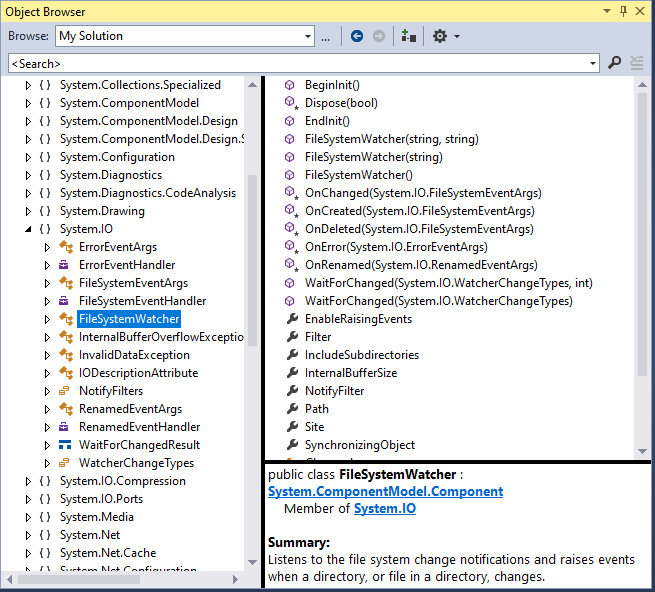 Object Browser
Browse: My Solution ...
<Search>
System.Collections.Specialized
System.ComponentModel
System.ComponentModel.Design
System.ComponentModel.Design.S
System.Configuration
System.Diagnostics
System.Diagnostics.CodeAnalysis
System.Drawing
System.IO
ErrorEventArgs
ErrorEventHandler
FileSystemEventArgs
FileSystemEventHandler
FileSystemWatcher
InternalBufferOverflowExceptio
InvalidDataException
IODescriptionAttribute
NotifyFilters
RenamedEventArgs
RenamedEventHandler
WaitForChangedResult
WatcherChangeTypes
System.IO.Compression
System.IO.Ports
System.Media
System.Net
System.Net.Cache
System.Net.Configuration
BeginInit()
Dispose(bool)
EndInit()
FileSystemWatcher(string, string)
FileSystemWatcher(string)
FileSystemWatcher()
OnChanged(System.IO.FileSystemEventArgs)
OnCreated(System.IO.FileSystemEventArgs)
OnDeleted(System.IO.FileSystemEventArgs)
OnError(System.IO.ErrorEventArgs)
OnRenamed(System.IO.RenamedEventArgs)
WaitForChanged(System.IO.WatcherChangeTypes, int)
WaitForChanged(System.IO.WatcherChangeTypes)
EnableRaisingEvents
Filter
IncludeSubdirectories
InternalBufferSize
NotifyFilter
Path
Site
SynchronizingObject
public class FileSystemWatcher :
System.ComponentModel.Component
Member of System.IO
Summary:
Listens to the file system change notifications and raises events
when a directory, or file in a directory, changes.